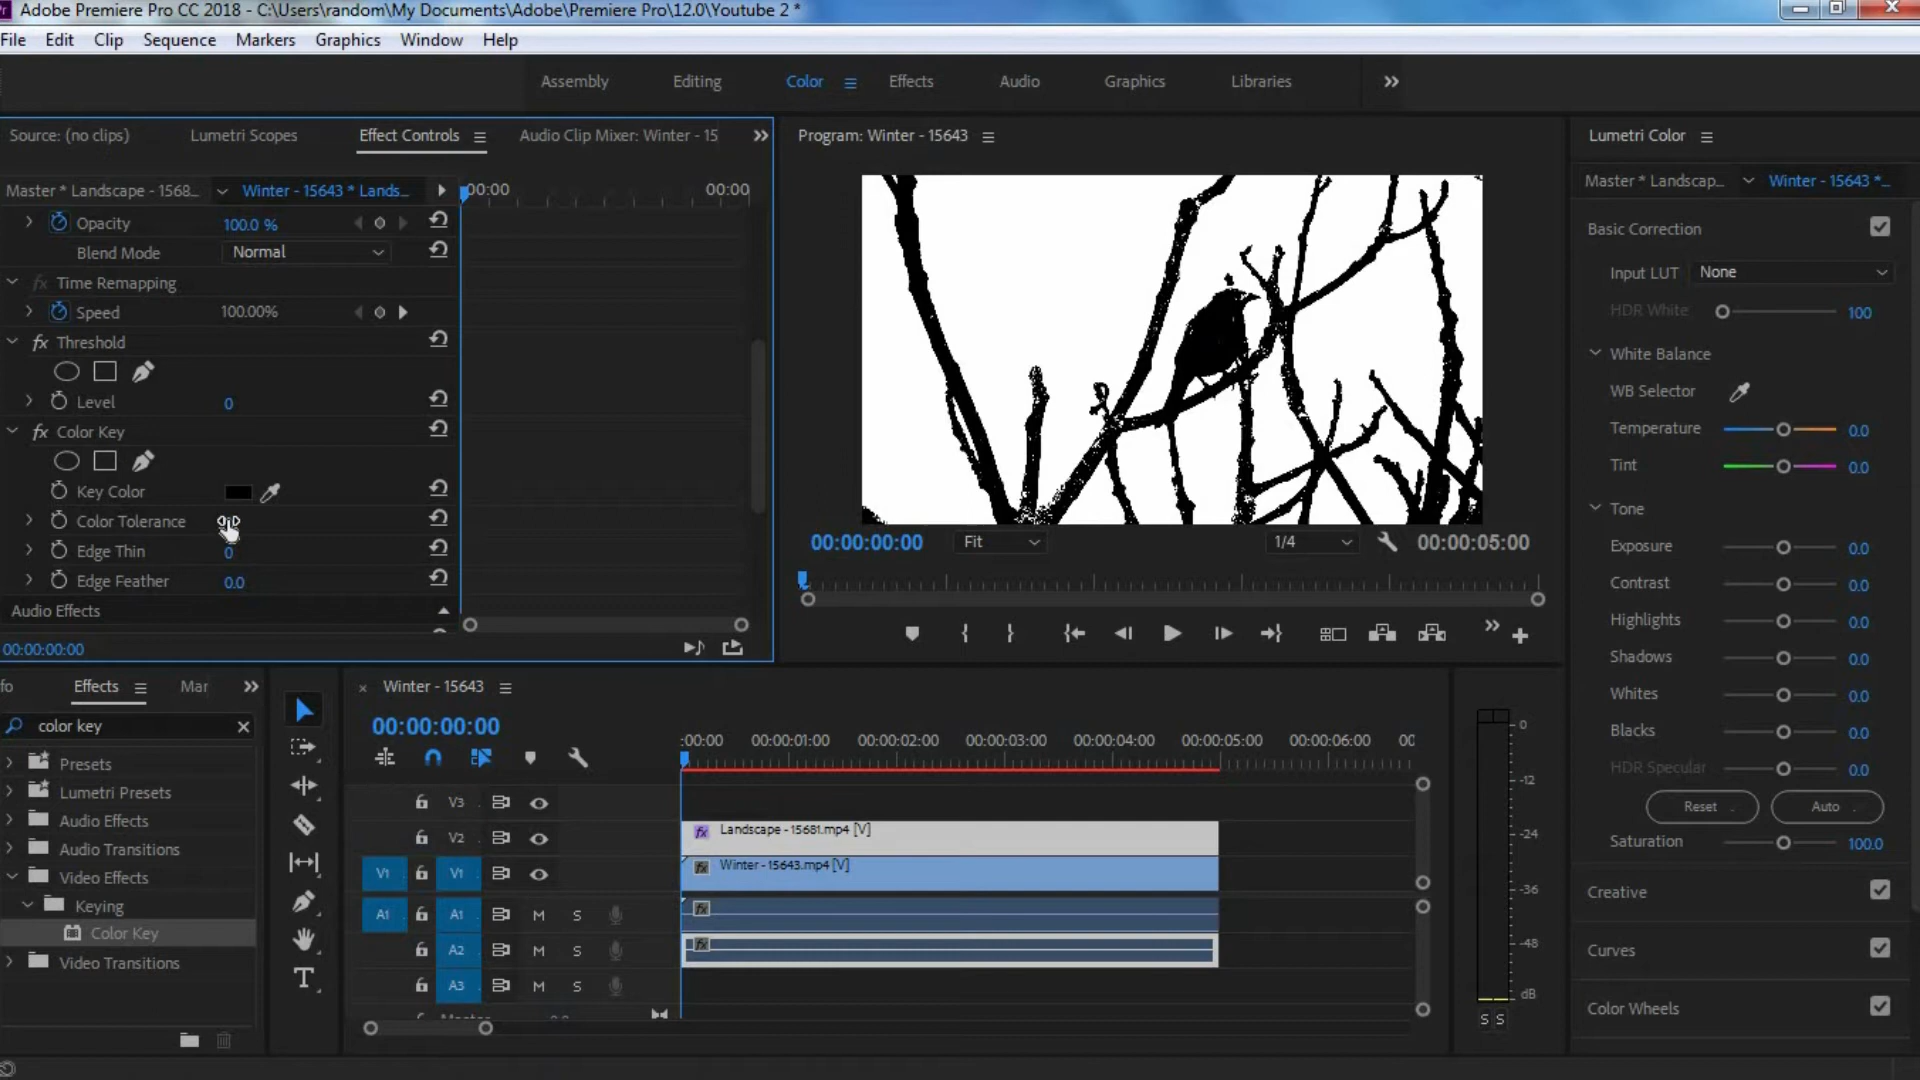 Adobe Premiere Pro CC 2018 - C:\Users\random\My Documents\Adobe\Premiere Pro\12.0\Youtube 2 *
File Edit Clip Sequence Markers Graphics Window Help
Assembly Editing Color Effects Audio Graphics Libraries
Source: (no clips) Lumetri Scopes Effect Controls Audio Clip Mixer: Winter - 15
Master * Landscape - 1568... Winter - 15643 * Lands...
00:00 00:00
Opacity 100.0 %
Blend Mode Normal
fx Time Remapping
Speed 100.00%
fx Threshold
Level 0
fx Color Key
Key Color
Color Tolerance
Edge Thin 0
Edge Feather 0.0
Audio Effects
00:00:00:00
Program: Winter - 15643
00:00:00:00 Fit 1/4 00:00:05:00
Lumetri Color
Master * Landscap... Winter - 15643 *...
Basic Correction
Input LUT None
HDR White 100
White Balance
WB Selector
Temperature 0.0
Tint 0.0
Tone
Exposure 0.0
Contrast 0.0
Highlights 0.0
Shadows 0.0
Whites 0.0
Blacks 0.0
HDR Specular 0.0
Reset Auto
Saturation 100.0
Creative
Curves
Color Wheels
fo Effects Mar
color key
Presets
Lumetri Presets
Audio Effects
Audio Transitions
Video Effects
Keying
Color Key
Video Transitions
Winter - 15643
00:00:00:00
:00:00 00:00:01:00 00:00:02:00 00:00:03:00 00:00:04:00 00:00:05:00 00:00:06:00 00
V3
V2 fx Landscape - 15681.mp4 [V]
V1 V1 fx Winter - 15643.mp4 [V]
A1 A1 M S fx
A2 M S fx
A3 M S
0
-12
-24
-36
-48
dB
S S